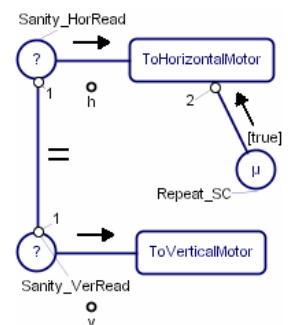 Sanity_HorRead
?
ToHorizontalMotor
1
h
2
[true]
=
μ
Repeat_SC
1
?
ToVerticalMotor
Sanity_VerRead
v